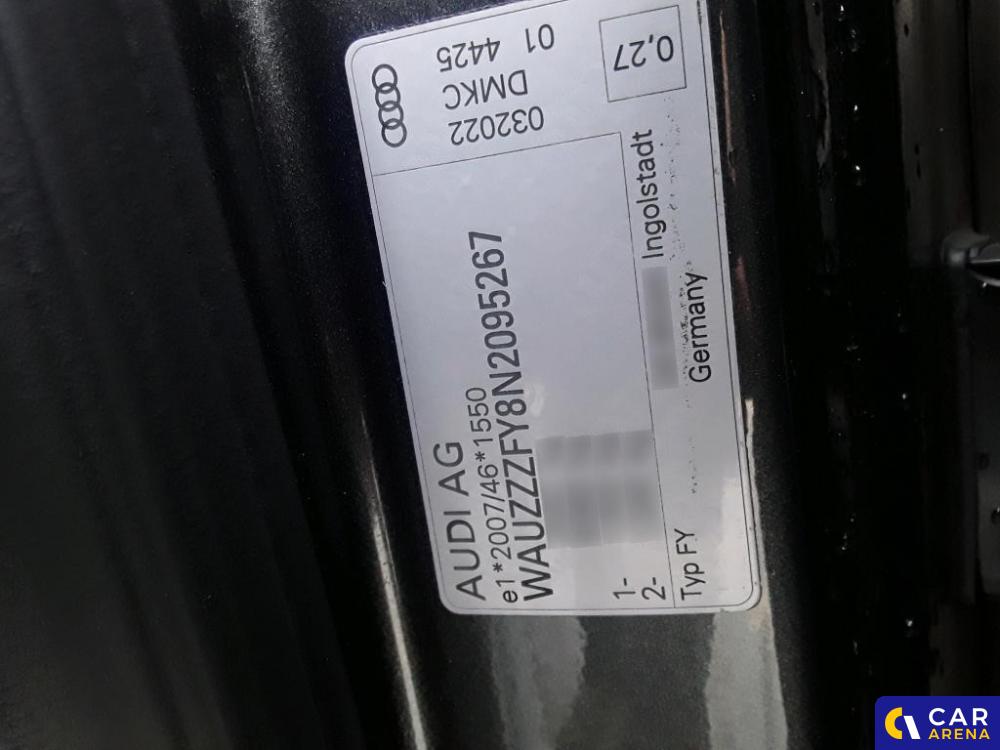 AUDI AG
e1*2007/46*1550
WAUZZZFY8N2095267
1-
2-
Typ FY
Ingolstadt
Germany
032022
DMKC
01 4425
0,27
CAR
ARENA